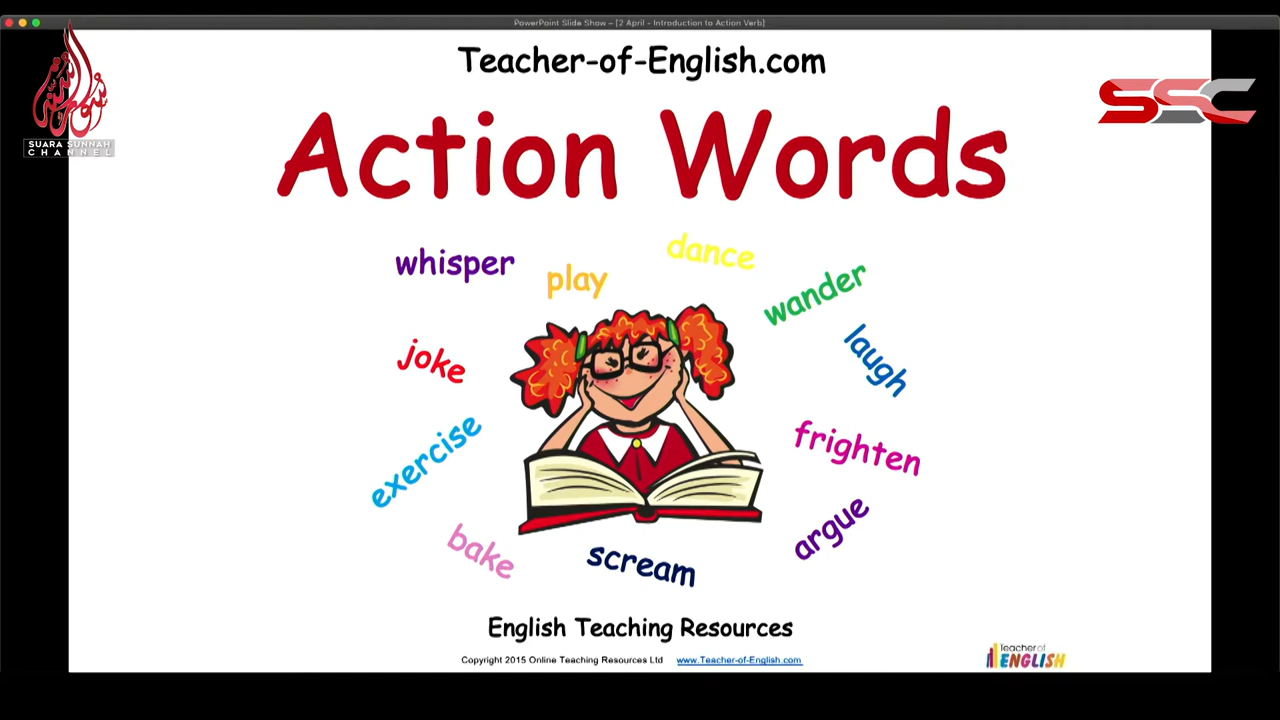 PowerPoint Slide Show – [2 April - Introduction to Action Verb]
Teacher-of-English.com
SUARA SUNNAH
CHANNEL
SSC
Action Words
whisper
play
dance
wander
joke
laugh
exercise
frighten
bake
scream
argue
English Teaching Resources
Copyright 2015 Online Teaching Resources Ltd www.Teacher-of-English.com
Teacher of
ENGLISH